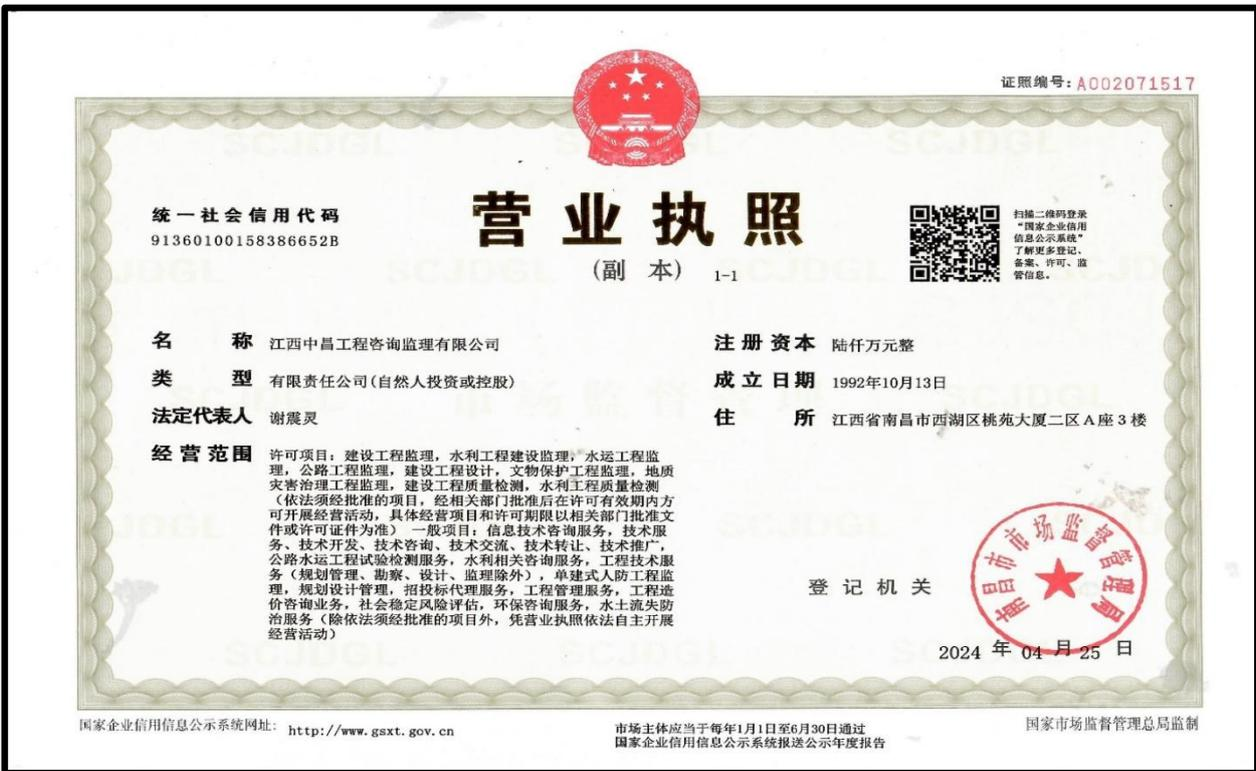 证照编号：A002071517
营业执照
（副 本） 1-1
统一社会信用代码
91360100158386652B
扫描二维码登录
“国家企业信用
信息公示系统”
了解更多登记、
备案、许可、监
管信息。
名 称 江西中昌工程咨询监理有限公司
类 型 有限责任公司(自然人投资或控股)
法定代表人 谢震灵
经营范围 许可项目：建设工程监理，水利工程建设监理，水运工程监
理，公路工程监理，建设工程设计，文物保护工程监理，地质
灾害治理工程监理，建设工程质量检测，水利工程质量检测
（依法须经批准的项目，经相关部门批准后在许可有效期内方
可开展经营活动，具体经营项目和许可期限以相关部门批准文
件或许可证件为准） 一般项目：信息技术咨询服务，技术服
务、技术开发、技术咨询、技术交流、技术转让、技术推广，
公路水运工程试验检测服务，水利相关咨询服务，工程技术服
务（规划管理、勘察、设计、监理除外），单建式人防工程监
理，规划设计管理，招投标代理服务，工程管理服务，工程造
价咨询业务，社会稳定风险评估，环保咨询服务，水土流失防
治服务（除依法须经批准的项目外，凭营业执照依法自主开展
经营活动）
注册资本 陆仟万元整
成立日期 1992年10月13日
住 所 江西省南昌市西湖区桃苑大厦二区A座3楼
登记机关
南昌市市场监督管理局
2024 年 04 月 25 日
国家企业信用信息公示系统网址：http://www.gsxt.gov.cn
市场主体应当于每年1月1日至6月30日通过
国家企业信用信息公示系统报送公示年度报告
国家市场监督管理总局监制